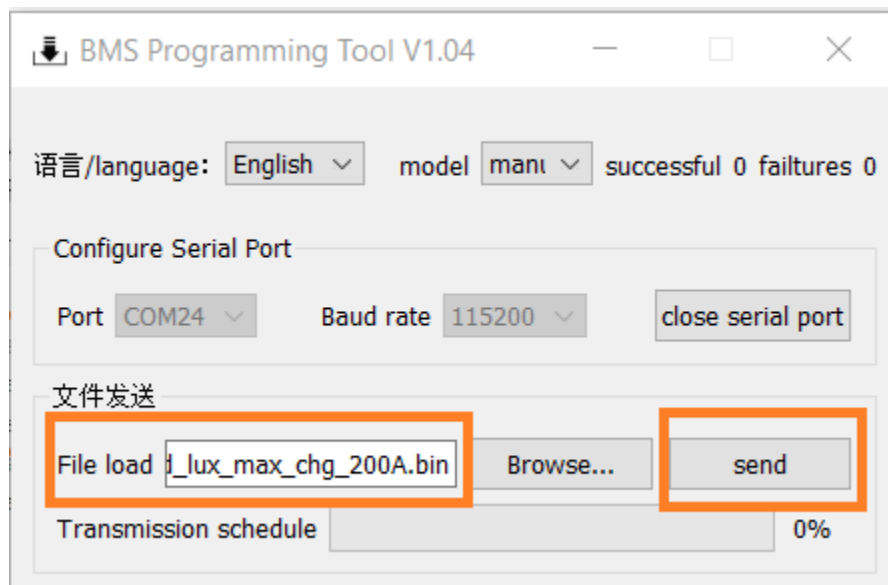 BMS Programming Tool V1.04
语言/language: English model manu successful 0 failtures 0
Configure Serial Port
Port COM24 Baud rate 115200 close serial port
文件发送
File load d_lux_max_chg_200A.bin Browse... send
Transmission schedule 0%